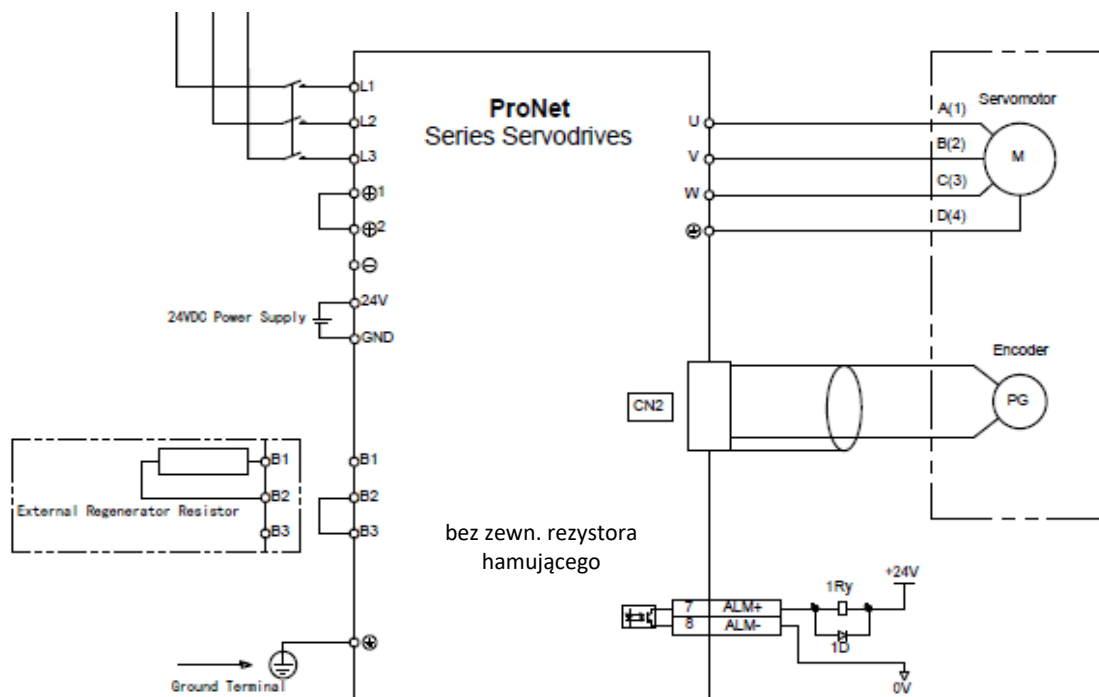 ProNet
Series Servodrives
L1
L2
L3
⊕1
⊕2
⊖
24V
24VDC Power Supply
GND
B1
B2
B3
External Regenerator Resistor
B1
B2
B3
bez zewn. rezystora
hamującego
Ground Terminal
U
V
W
A(1)
B(2)
C(3)
D(4)
Servomotor
M
CN2
Encoder
PG
7 ALM+
8 ALM-
1Ry
1D
+24V
0V